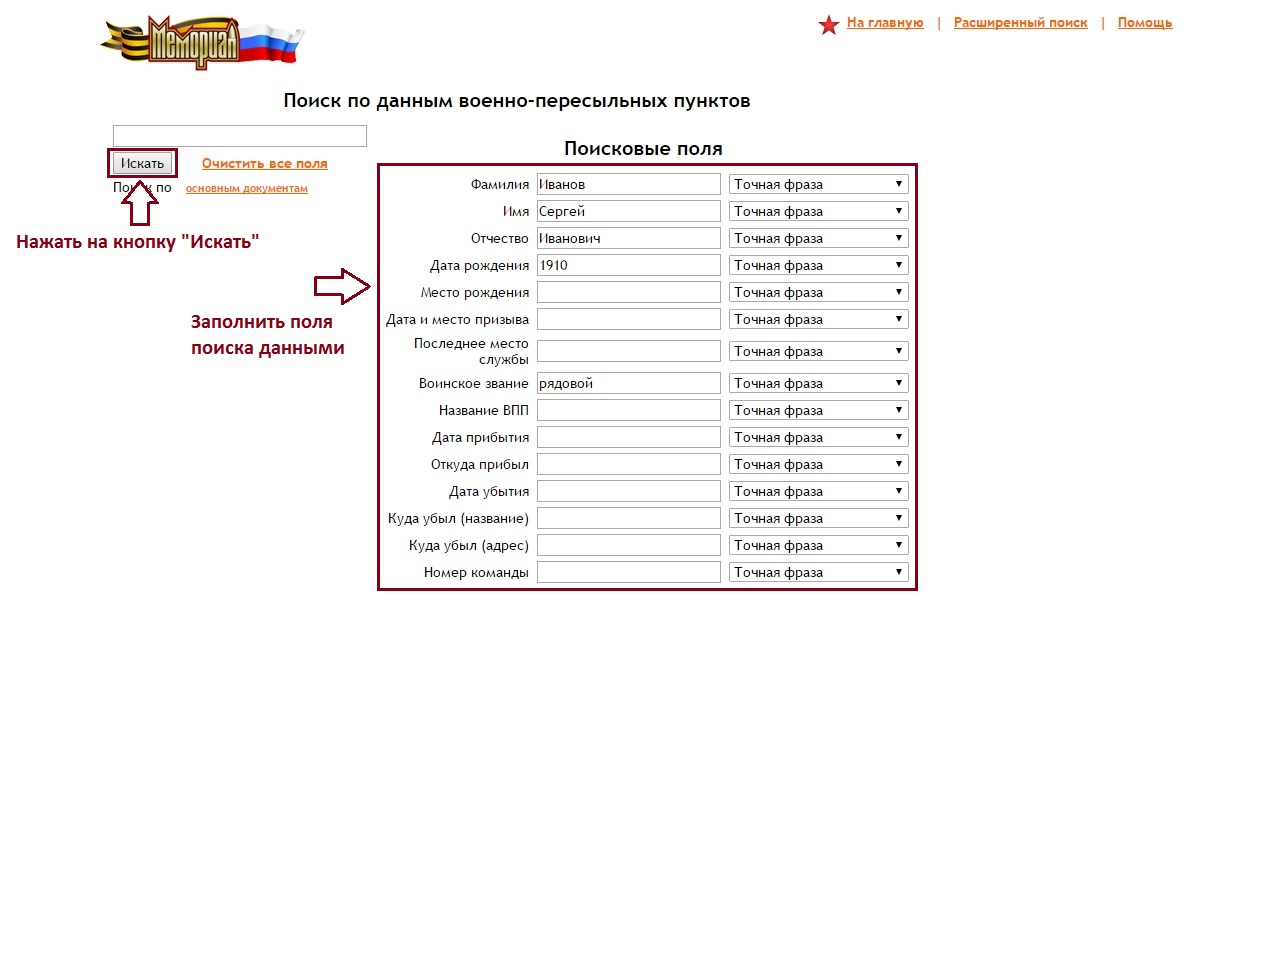 Мемориал
На главную | Расширенный поиск | Помощь
Поиск по данным военно-пересыльных пунктов
Искать
Очистить все поля
Поиск по основным документам
Нажать на кнопку "Искать"
Заполнить поля
поиска данными
Поисковые поля
Фамилия Иванов Точная фраза
Имя Сергей Точная фраза
Отчество Иванович Точная фраза
Дата рождения 1910 Точная фраза
Место рождения Точная фраза
Дата и место призыва Точная фраза
Последнее место
службы Точная фраза
Воинское звание рядовой Точная фраза
Название ВПП Точная фраза
Дата прибытия Точная фраза
Откуда прибыл Точная фраза
Дата убытия Точная фраза
Куда убыл (название) Точная фраза
Куда убыл (адрес) Точная фраза
Номер команды Точная фраза